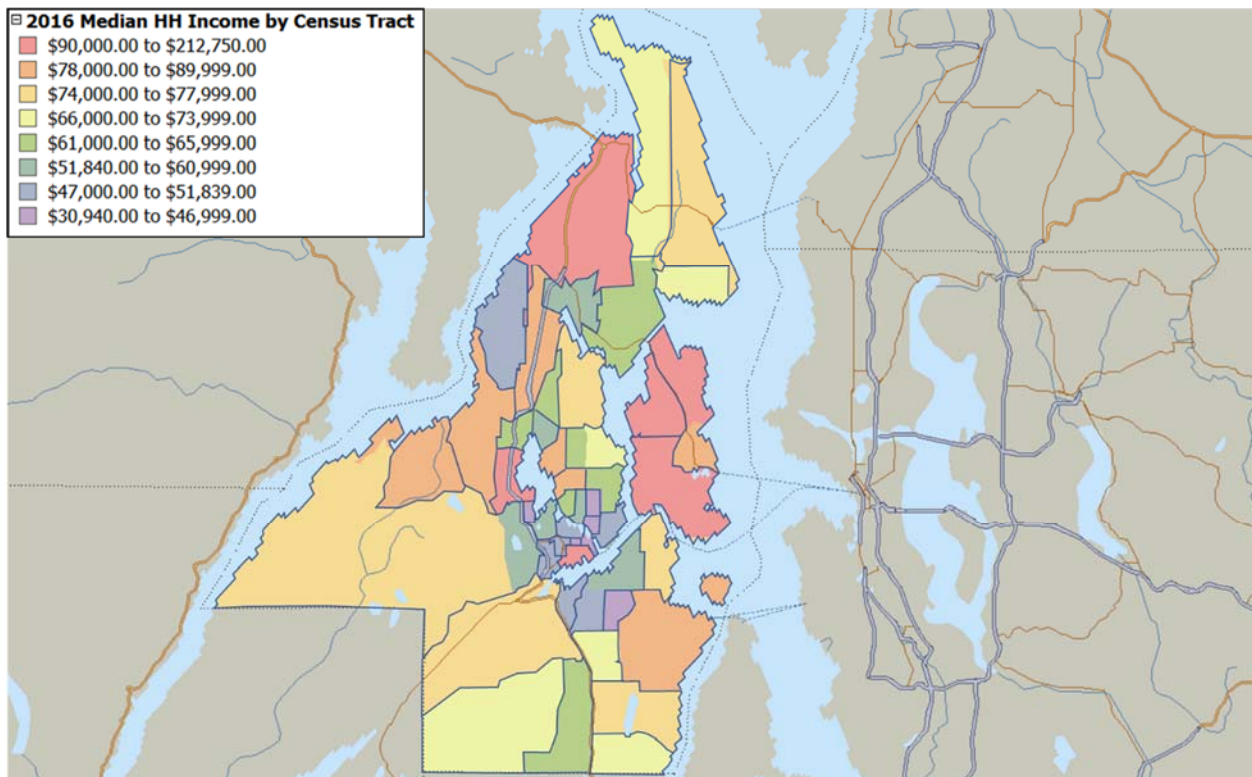 2016 Median HH Income by Census Tract
$90,000.00 to $212,750.00
$78,000.00 to $89,999.00
$74,000.00 to $77,999.00
$66,000.00 to $73,999.00
$61,000.00 to $65,999.00
$51,840.00 to $60,999.00
$47,000.00 to $51,839.00
$30,940.00 to $46,999.00